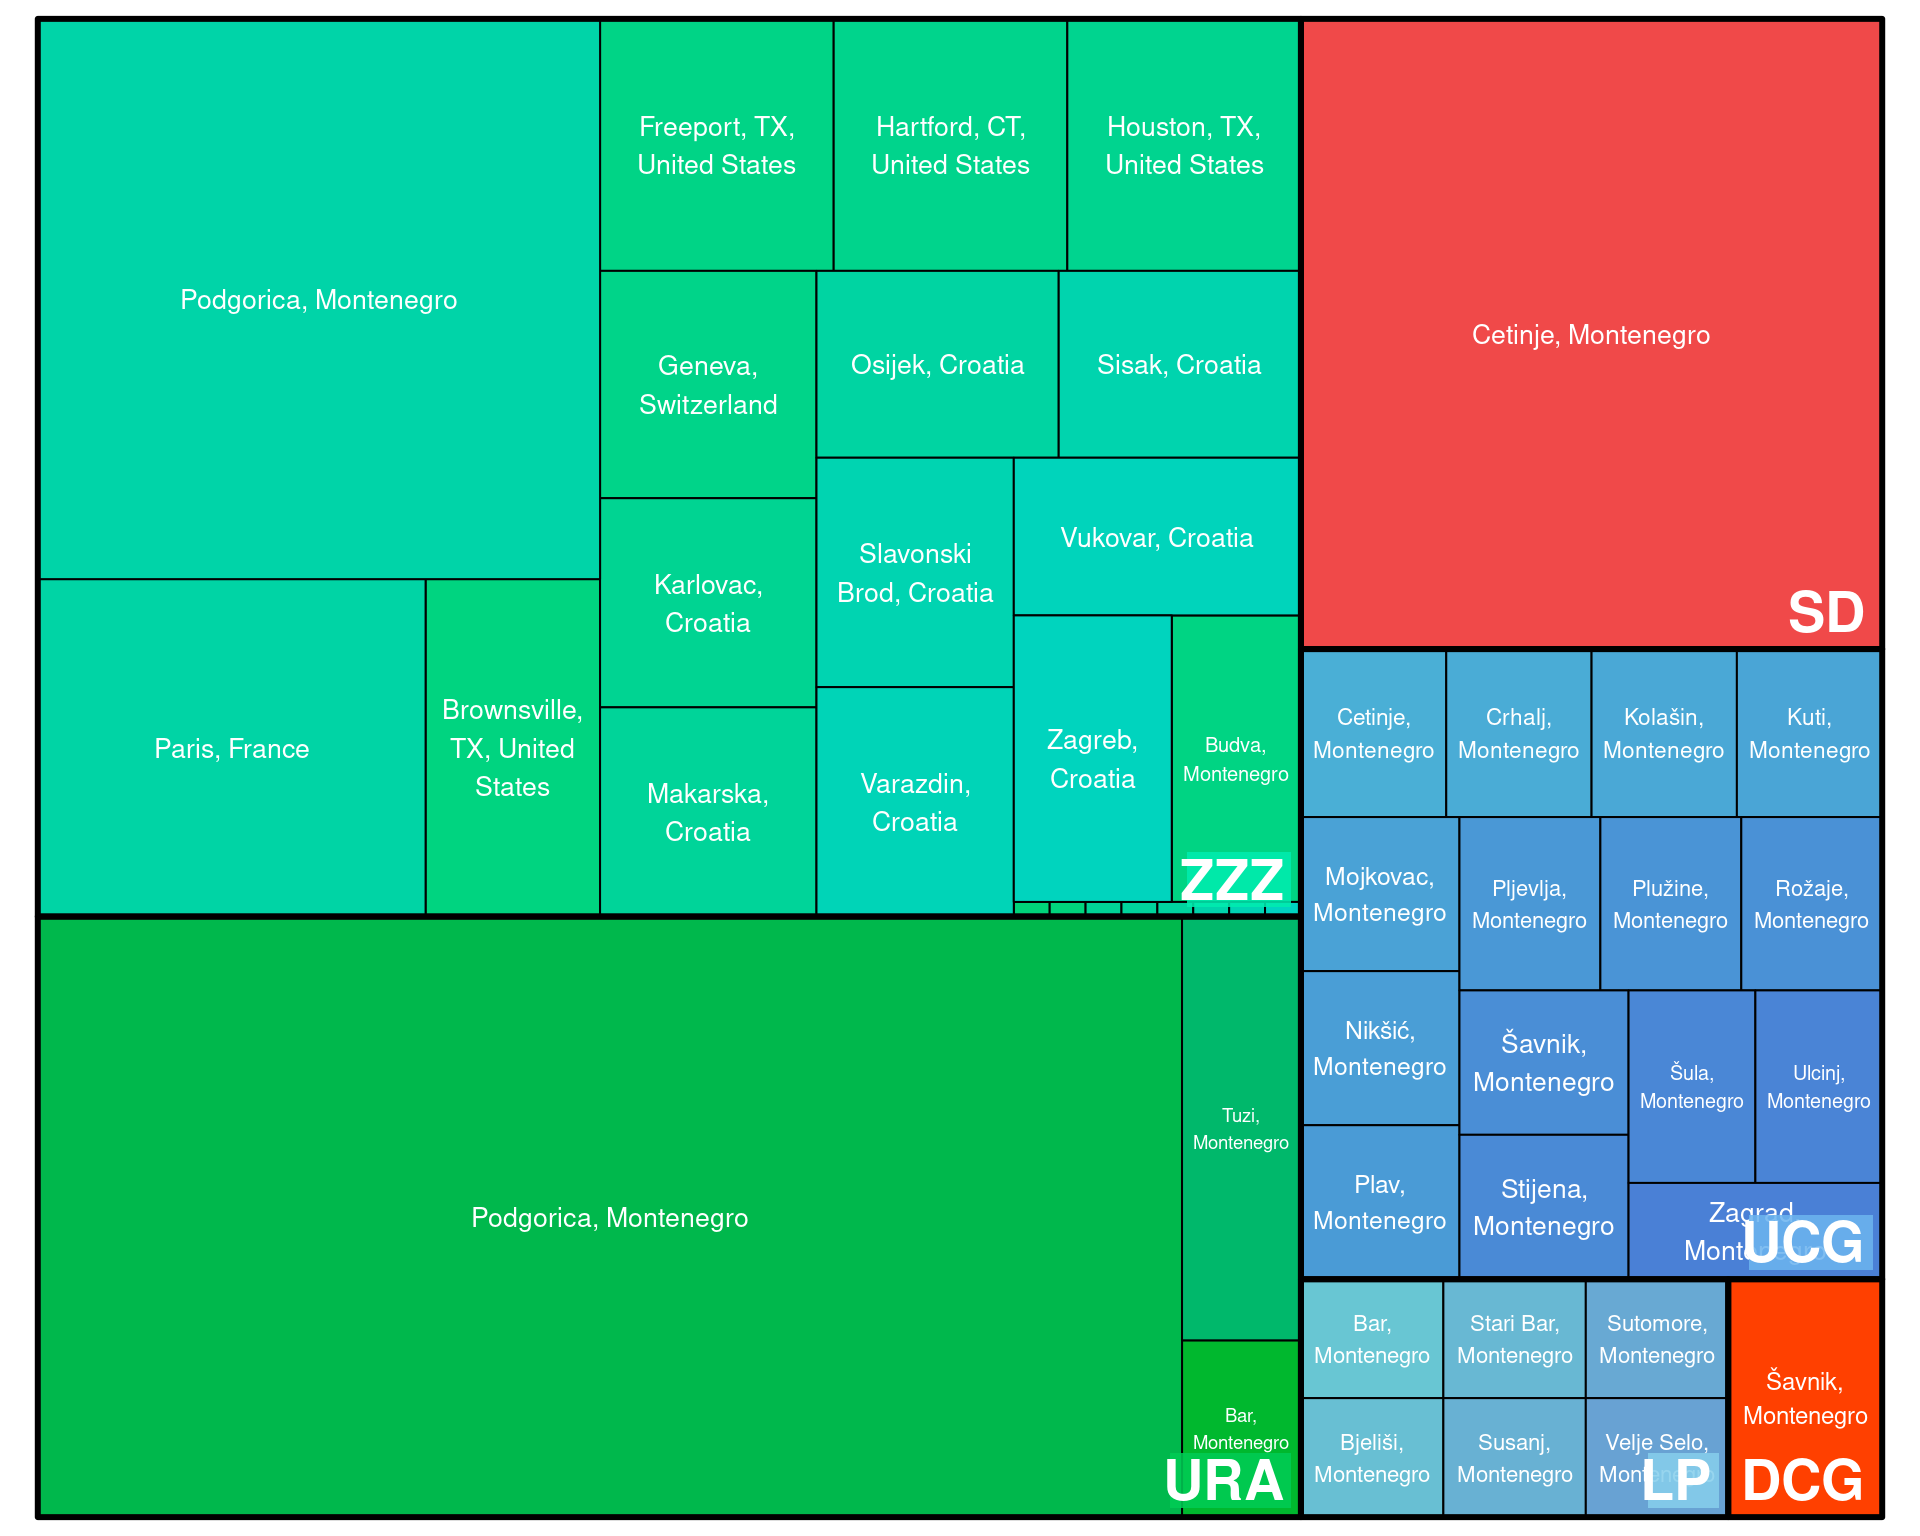 Podgorica, Montenegro
Freeport, TX,
United States
Hartford, CT,
United States
Houston, TX,
United States
Geneva,
Switzerland
Osijek, Croatia
Sisak, Croatia
Karlovac,
Croatia
Slavonski
Brod, Croatia
Vukovar, Croatia
Paris, France
Brownsville,
TX, United
States
Makarska,
Croatia
Varazdin,
Croatia
Zagreb,
Croatia
Budva,
Montenegro
ZZZ
Podgorica, Montenegro
Tuzi,
Montenegro
Bar,
Montenegro
URA
Cetinje, Montenegro
SD
Cetinje,
Montenegro
Crhalj,
Montenegro
Kolašin,
Montenegro
Kuti,
Montenegro
Mojkovac,
Montenegro
Pljevlja,
Montenegro
Plužine,
Montenegro
Rožaje,
Montenegro
Nikšić,
Montenegro
Šavnik,
Montenegro
Šula,
Montenegro
Ulcinj,
Montenegro
Plav,
Montenegro
Stijena,
Montenegro
Zagrad,
Montenegro
UCG
Bar,
Montenegro
Stari Bar,
Montenegro
Sutomore,
Montenegro
Bjeliši,
Montenegro
Susanj,
Montenegro
Velje Selo,
Montenegro
LP
Šavnik,
Montenegro
DCG